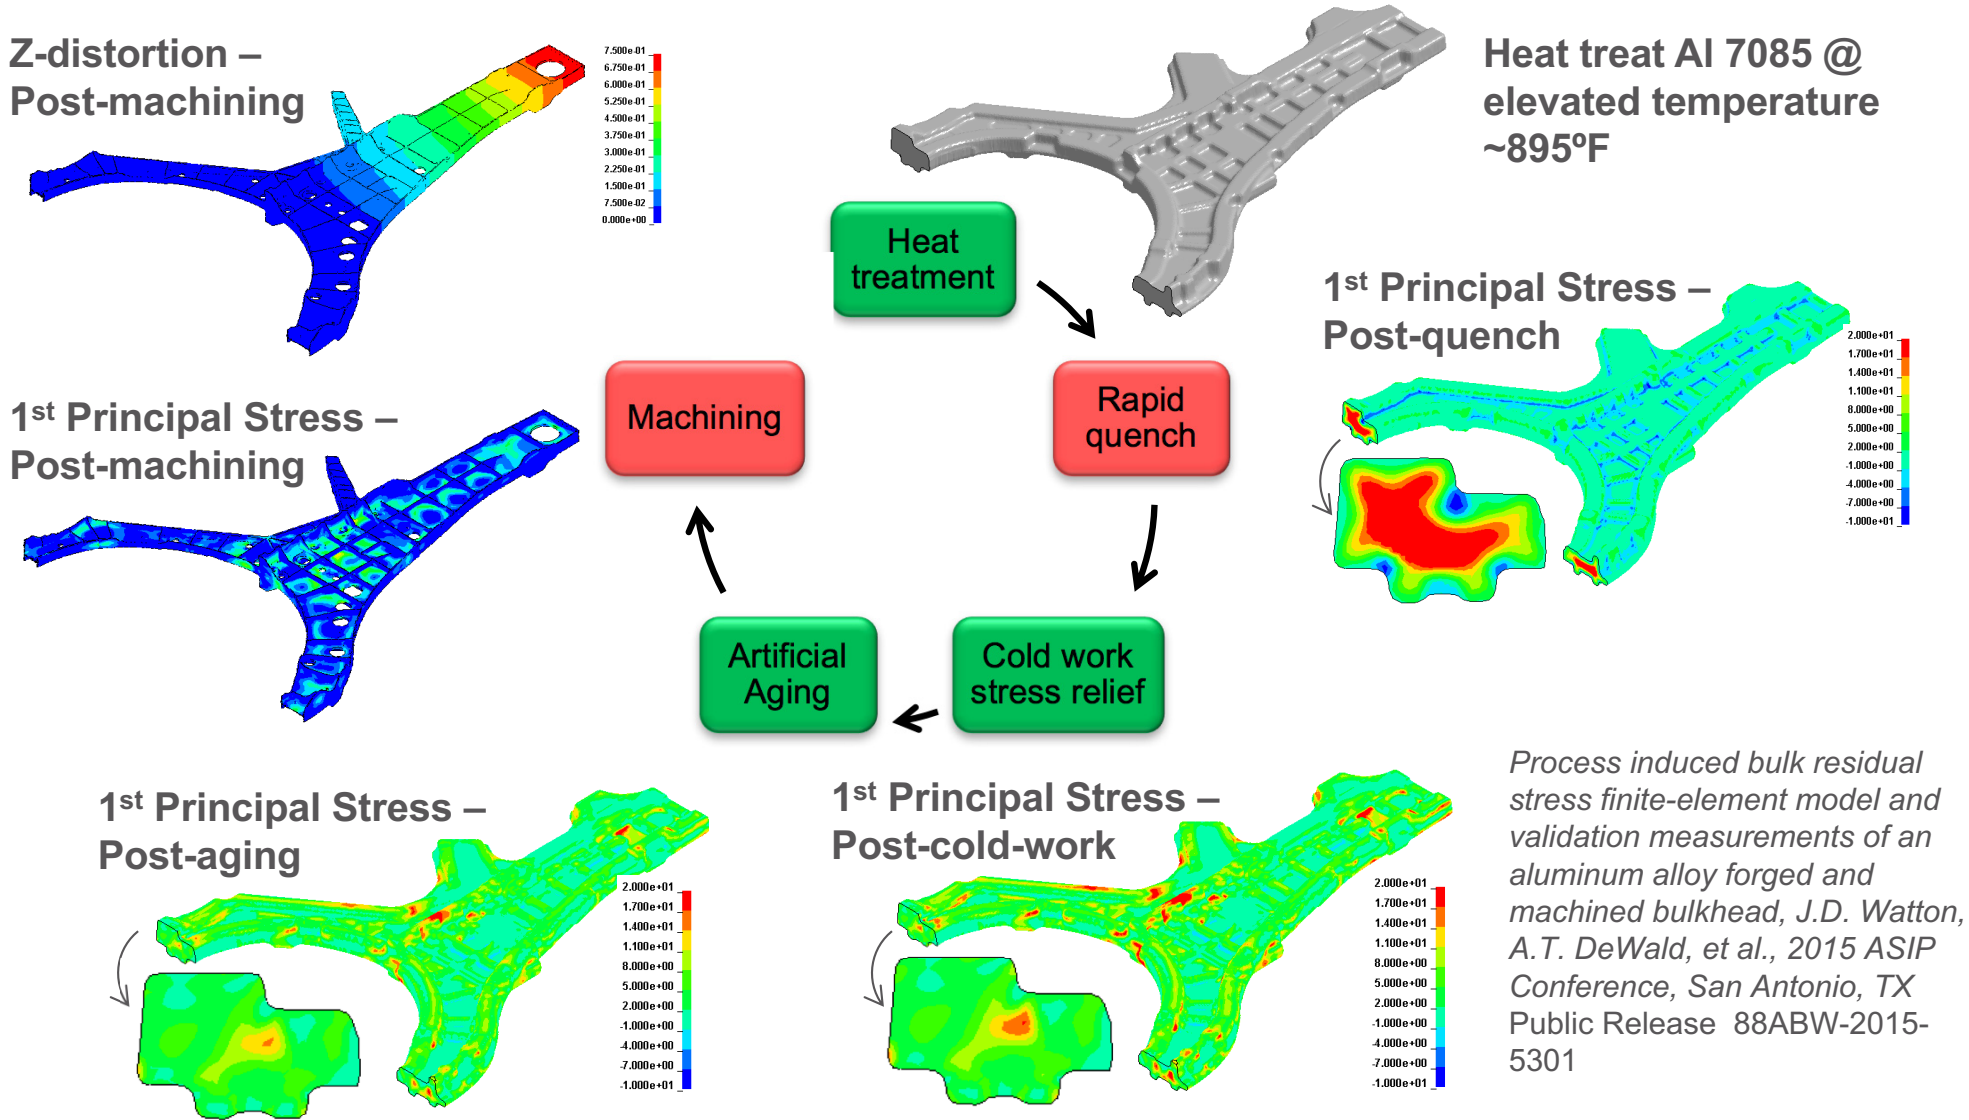 Z-distortion –
Post-machining
7.500e-01
6.750e-01
6.000e-01
5.250e-01
4.500e-01
3.750e-01
3.000e-01
2.250e-01
1.500e-01
7.500e-02
0.000e+00
Heat treat Al 7085 @
elevated temperature
~895ºF
Heat
treatment
1st Principal Stress –
Post-quench
2.000e+01
1.700e+01
1.400e+01
1.100e+01
8.000e+00
5.000e+00
2.000e+00
-1.000e+00
-4.000e+00
-7.000e+00
-1.000e+01
Machining
Rapid
quench
1st Principal Stress –
Post-machining
Artificial
Aging
Cold work
stress relief
1st Principal Stress –
Post-aging
2.000e+01
1.700e+01
1.400e+01
1.100e+01
8.000e+00
5.000e+00
2.000e+00
-1.000e+00
-4.000e+00
-7.000e+00
-1.000e+01
1st Principal Stress –
Post-cold-work
2.000e+01
1.700e+01
1.400e+01
1.100e+01
8.000e+00
5.000e+00
2.000e+00
-1.000e+00
-4.000e+00
-7.000e+00
-1.000e+01
Process induced bulk residual
stress finite-element model and
validation measurements of an
aluminum alloy forged and
machined bulkhead, J.D. Watton,
A.T. DeWald, et al., 2015 ASIP
Conference, San Antonio, TX
Public Release 88ABW-2015-
5301